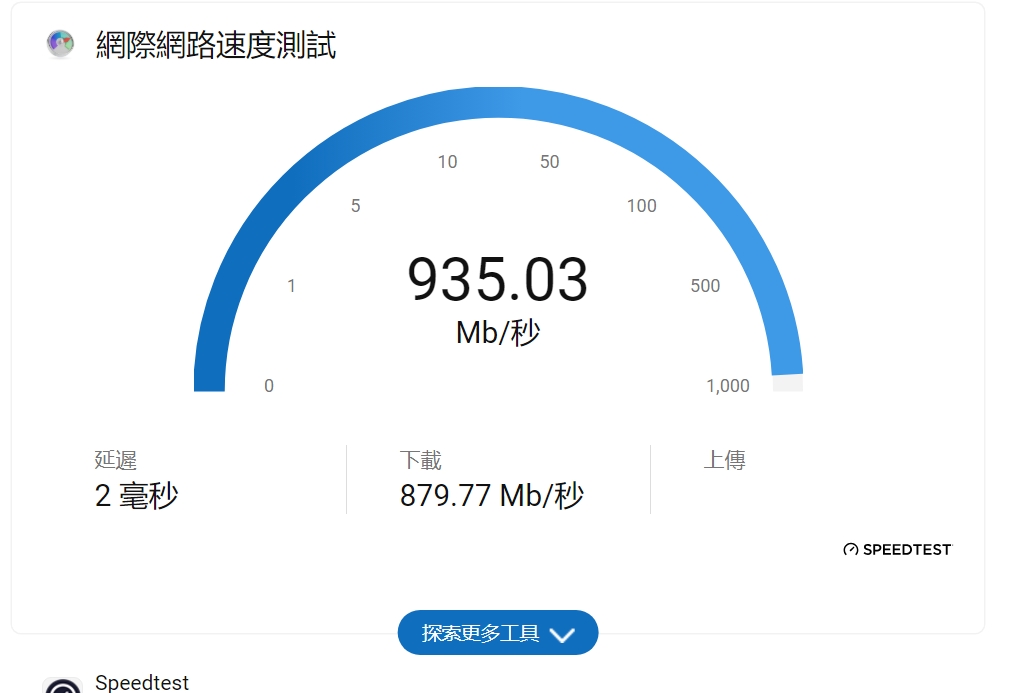 網際網路速度測試
10
50
5
100
1
500
935.03
Mb/秒
0
1,000
延遲
下載
上傳
2 毫秒
879.77 Mb/秒
SPEEDTEST
探索更多工具
Speedtest